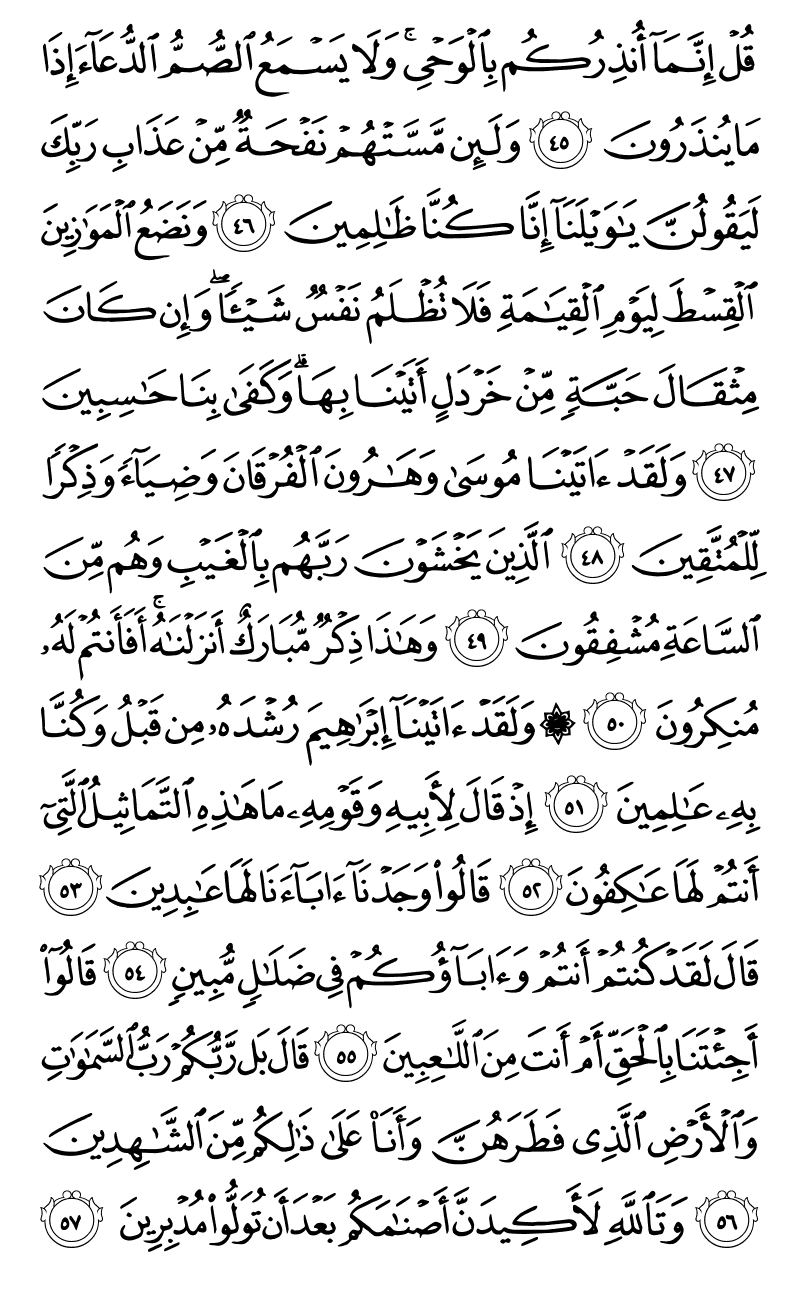 قُلْ إِنَّمَآ أُنذِرُكُم بِٱلْوَحْىِ ۚ وَلَا يَسْمَعُ ٱلصُّمُّ ٱلدُّعَآءَ إِذَا
مَا يُنذَرُونَ ٤٥ وَلَئِن مَّسَّتْهُمْ نَفْحَةٌ مِّنْ عَذَابِ رَبِّكَ
لَيَقُولُنَّ يَٰوَيْلَنَآ إِنَّا كُنَّا ظَٰلِمِينَ ٤٦ وَنَضَعُ ٱلْمَوَٰزِينَ
ٱلْقِسْطَ لِيَوْمِ ٱلْقِيَٰمَةِ فَلَا تُظْلَمُ نَفْسٌ شَيْـًٔا ۖ وَإِن كَانَ
مِثْقَالَ حَبَّةٍ مِّنْ خَرْدَلٍ أَتَيْنَا بِهَا ۗ وَكَفَىٰ بِنَا حَٰسِبِينَ
٤٧ وَلَقَدْ ءَاتَيْنَا مُوسَىٰ وَهَٰرُونَ ٱلْفُرْقَانَ وَضِيَآءً وَذِكْرًا
لِّلْمُتَّقِينَ ٤٨ ٱلَّذِينَ يَخْشَوْنَ رَبَّهُم بِٱلْغَيْبِ وَهُم مِّنَ
ٱلسَّاعَةِ مُشْفِقُونَ ٤٩ وَهَٰذَا ذِكْرٌ مُّبَارَكٌ أَنزَلْنَٰهُ ۚ أَفَأَنتُمْ لَهُۥ
مُنكِرُونَ ٥٠ ۞ وَلَقَدْ ءَاتَيْنَآ إِبْرَٰهِيمَ رُشْدَهُۥ مِن قَبْلُ وَكُنَّا
بِهِۦ عَٰلِمِينَ ٥١ إِذْ قَالَ لِأَبِيهِ وَقَوْمِهِۦ مَا هَٰذِهِ ٱلتَّمَاثِيلُ ٱلَّتِىٓ
أَنتُمْ لَهَا عَٰكِفُونَ ٥٢ قَالُوا۟ وَجَدْنَآ ءَابَآءَنَا لَهَا عَٰبِدِينَ ٥٣
قَالَ لَقَدْ كُنتُمْ أَنتُمْ وَءَابَآؤُكُمْ فِى ضَلَٰلٍ مُّبِينٍ ٥٤ قَالُوٓا۟
أَجِئْتَنَا بِٱلْحَقِّ أَمْ أَنتَ مِنَ ٱللَّٰعِبِينَ ٥٥ قَالَ بَل رَّبُّكُمْ رَبُّ ٱلسَّمَٰوَٰتِ
وَٱلْأَرْضِ ٱلَّذِى فَطَرَهُنَّ وَأَنَا۠ عَلَىٰ ذَٰلِكُم مِّنَ ٱلشَّٰهِدِينَ
٥٦ وَتَٱللَّهِ لَأَكِيدَنَّ أَصْنَٰمَكُم بَعْدَ أَن تُوَلُّوا۟ مُدْبِرِينَ ٥٧